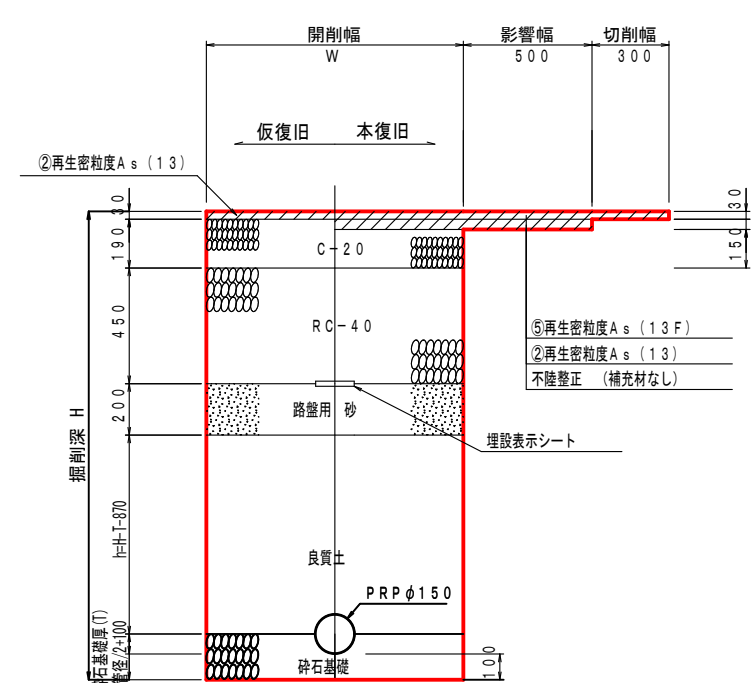 開削幅
W
影響幅
500
切削幅
300
仮復旧
本復旧
②再生密粒度As(13)
30
190
450
200
h=H-T-870
掘削深 H
石基礎厚(T)
管径/2+100
30
150
C-20
RC-40
⑤再生密粒度As(13F)
②再生密粒度As(13)
不陸整正 (補充材なし)
路盤用 砂
埋設表示シート
良質土
PRPφ150
砕石基礎
100